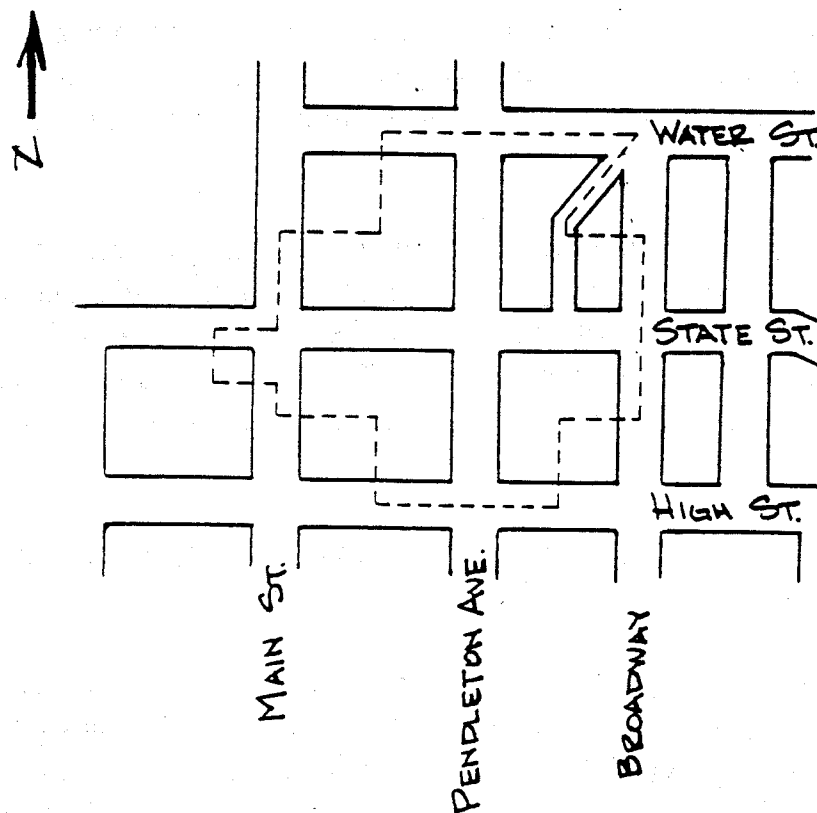 N
WATER ST.
STATE ST.
HIGH ST.
MAIN ST.
PENDLETON AVE.
BROADWAY